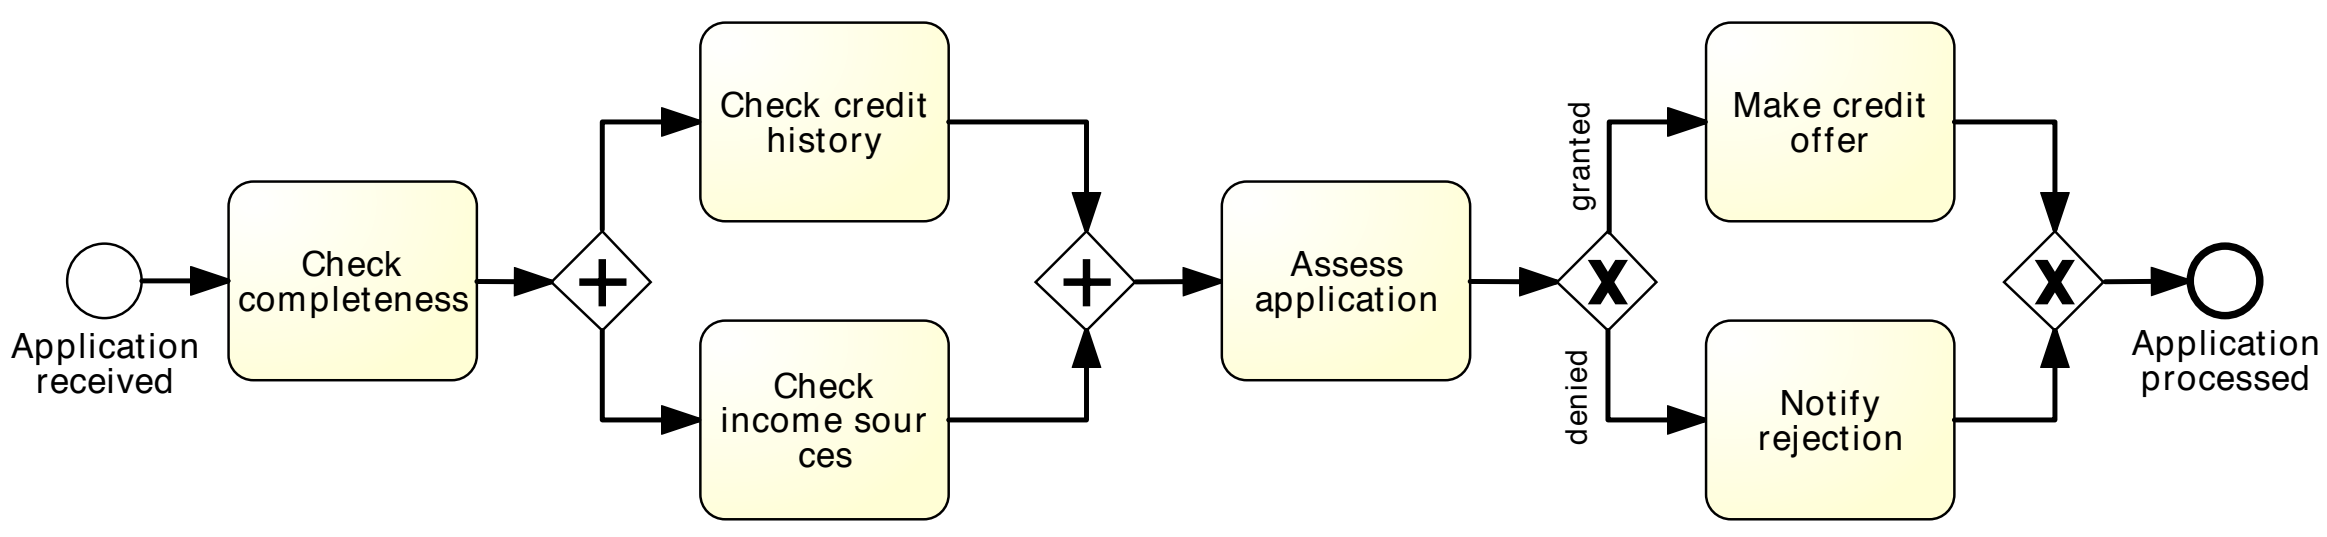 Application
received
Check
completeness
Check credit
history
Check
income sour
ces
Assess
application
granted
denied
Make credit
offer
Notify
rejection
Application
processed